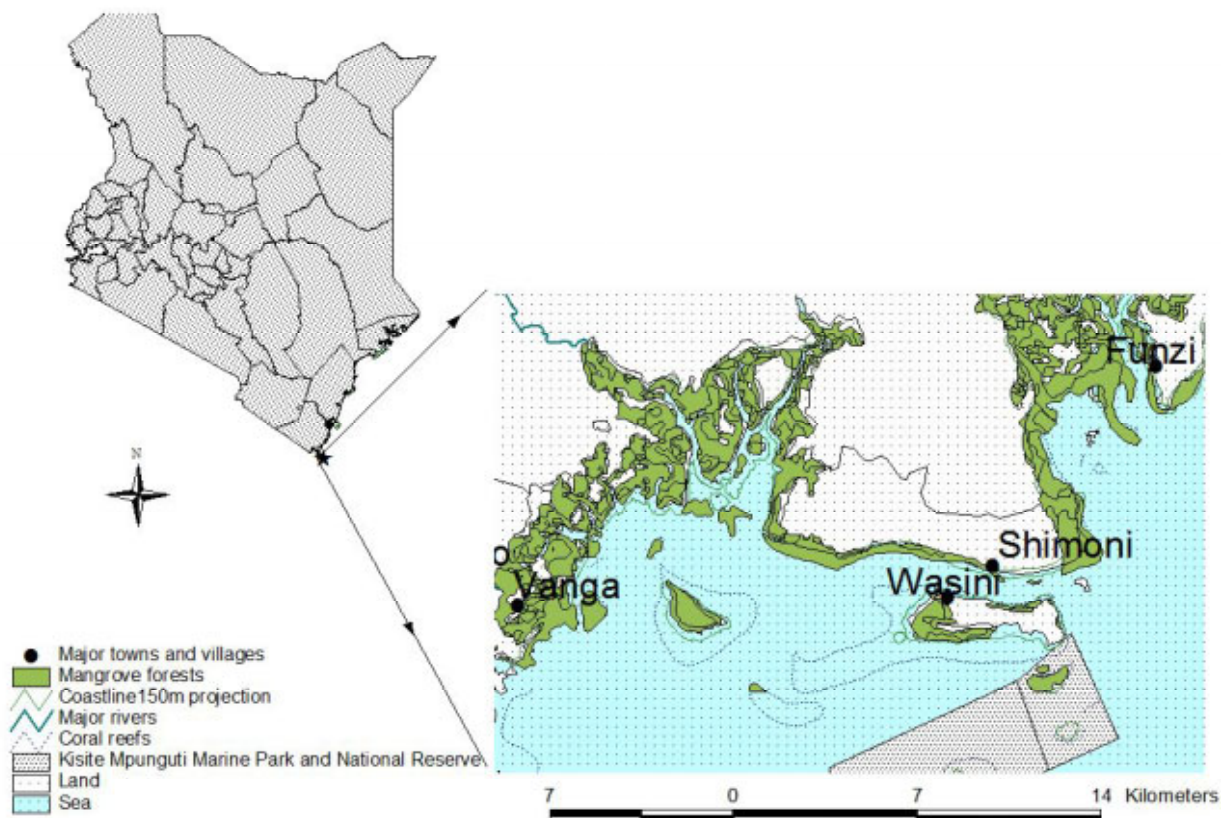 N
Funzi
Shimoni
Wasini
o
Vanga
Major towns and villages
Mangrove forests
Coastline150m projection
Major rivers
Coral reefs
Kisite Mpunguti Marine Park and National Reserve
Land
Sea
7 0 7 14 Kilometers